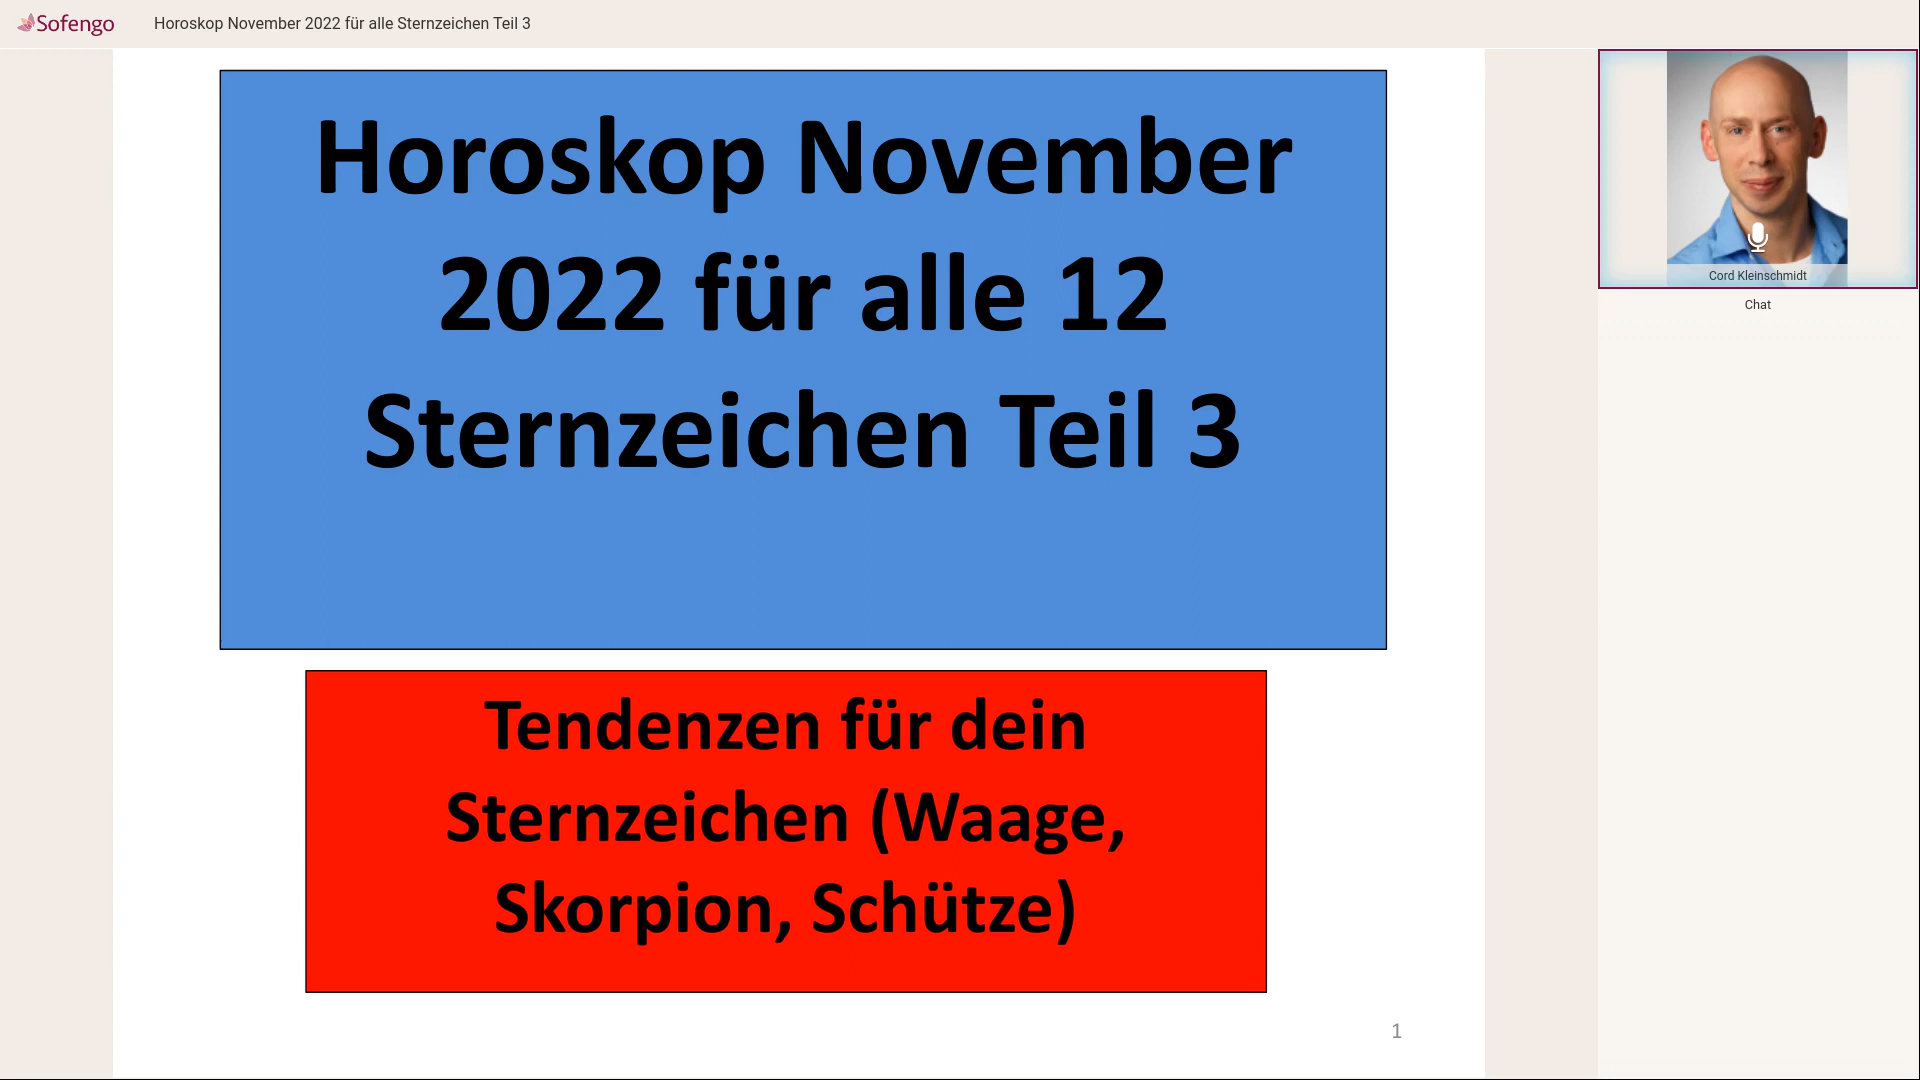 Sofengo
Horoskop November 2022 für alle Sternzeichen Teil 3
Horoskop November
2022 für alle 12
Sternzeichen Teil 3
Tendenzen für dein
Sternzeichen (Waage,
Skorpion, Schütze)
1
Cord Kleinschmidt
Chat